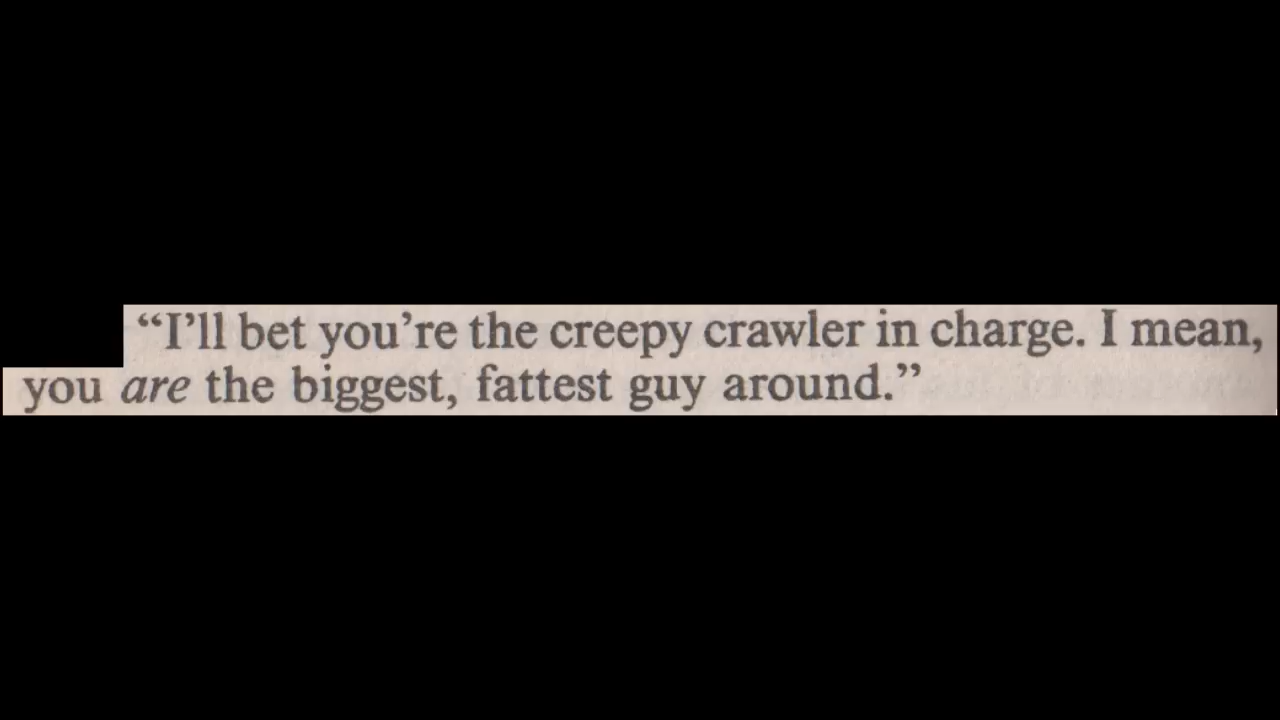 “I’ll bet you’re the creepy crawler in charge. I mean,
you are the biggest, fattest guy around.”